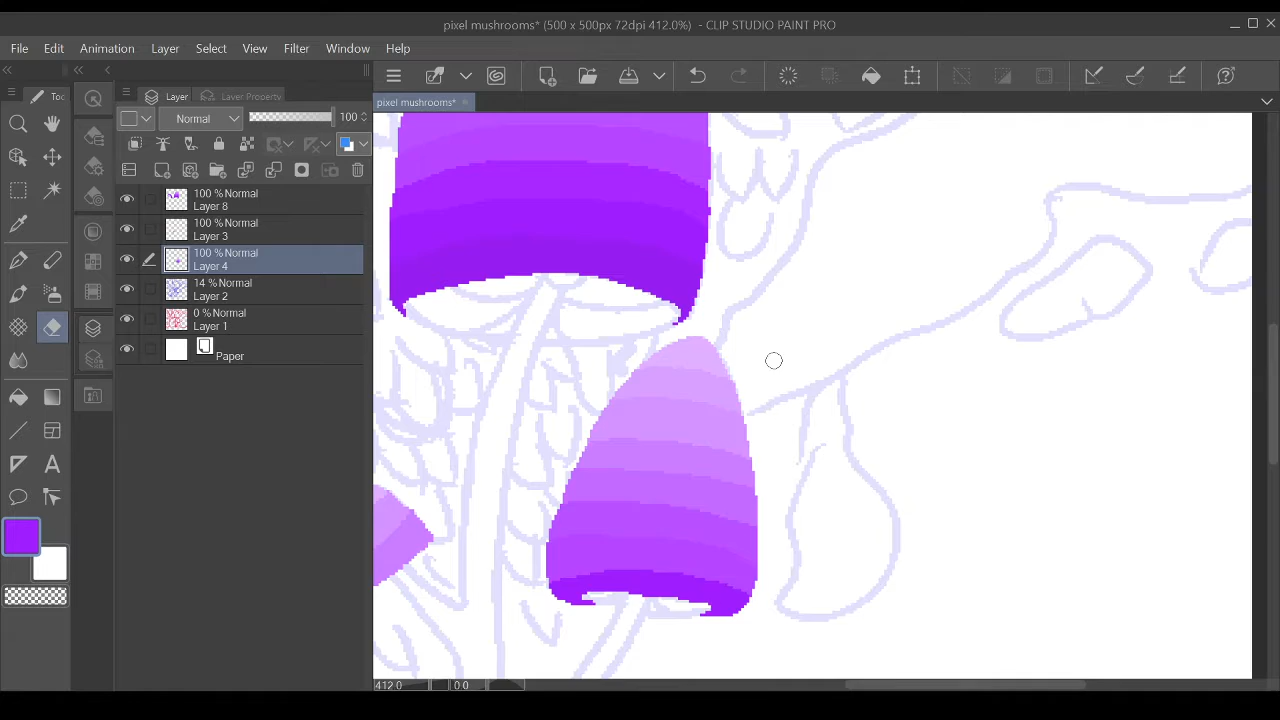 pixel mushrooms* (500 x 500px 72dpi 412.0%) - CLIP STUDIO PAINT PRO
File Edit Animation Layer Select View Filter Window Help
Toc Layer Layer Property
pixel mushrooms*
Normal 100
100 % Normal
Layer 8
100 % Normal
Layer 3
100 % Normal
Layer 4
14 % Normal
Layer 2
0 % Normal
Layer 1
Paper
412.0 0 0